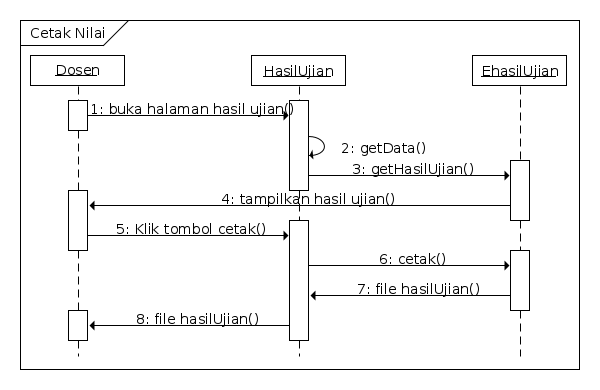 Cetak Nilai
Dosen
HasilUjian
EhasilUjian
1: buka halaman hasil ujian()
2: getData()
3: getHasilUjian()
4: tampilkan hasil ujian()
5: Klik tombol cetak()
6: cetak()
7: file hasilUjian()
8: file hasilUjian()